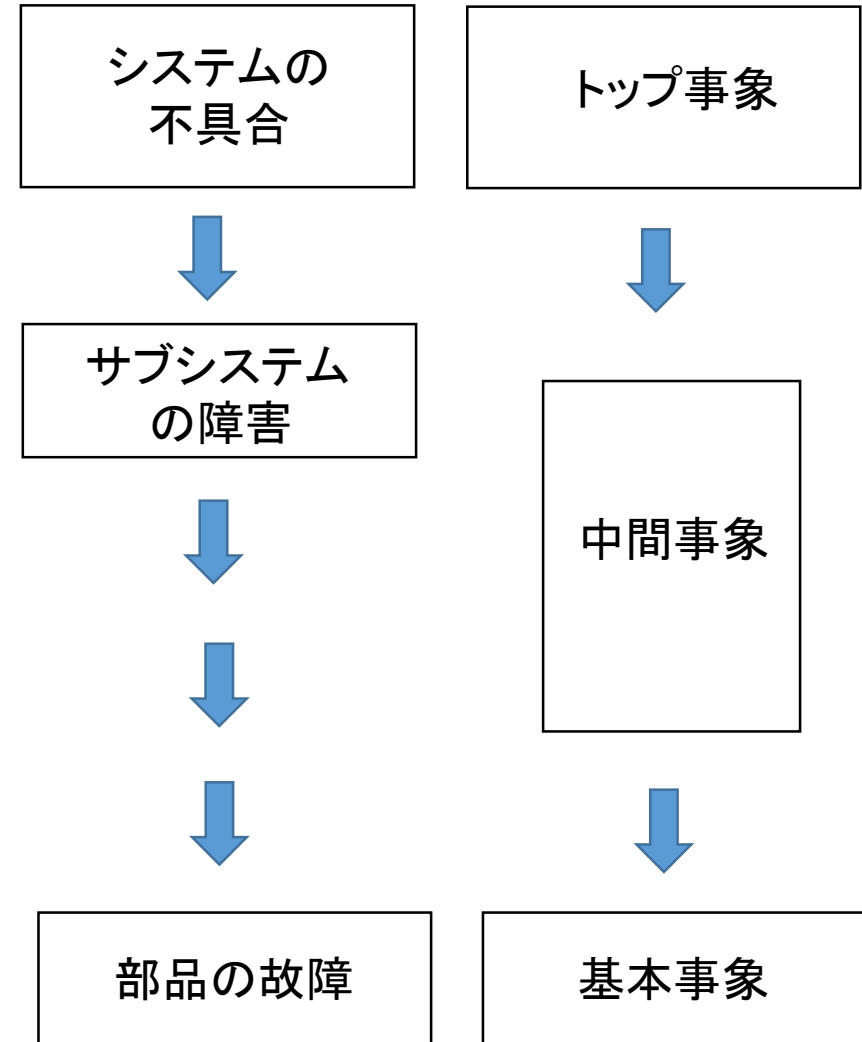 システムの
不具合
トップ事象
サブシステム
の障害
中間事象
部品の故障
基本事象